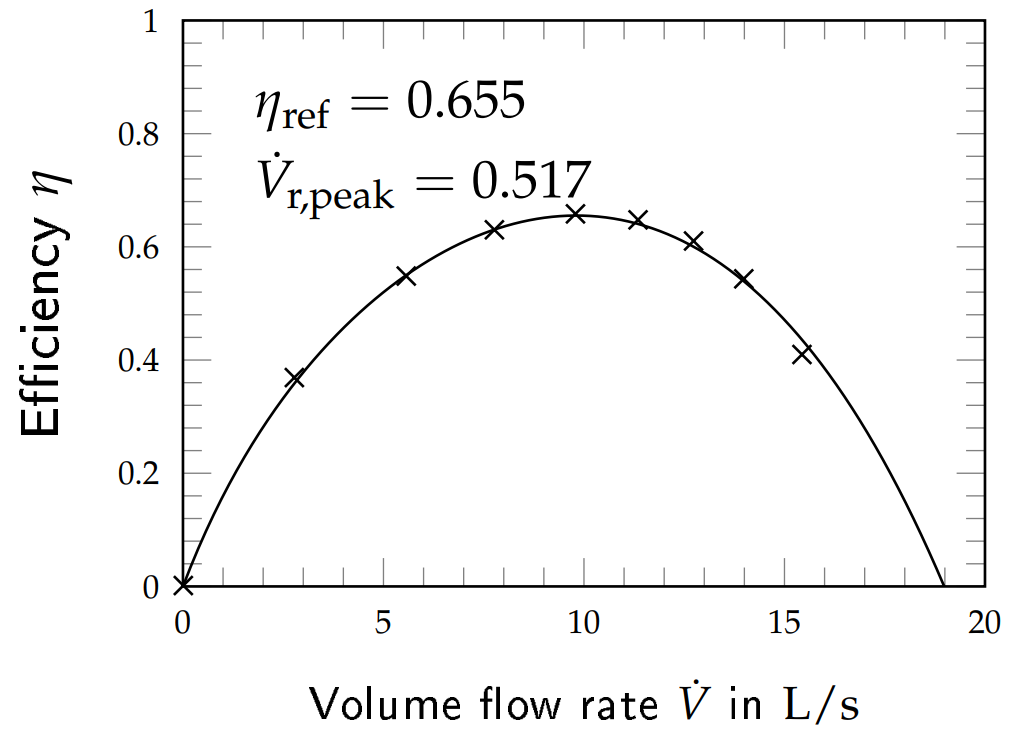 1
η_ref = 0.655
0.8
V̇_r,peak = 0.517
0.6
0.4
0.2
0
0 5 10 15 20
Efficiency η
Volume flow rate V̇ in L/s